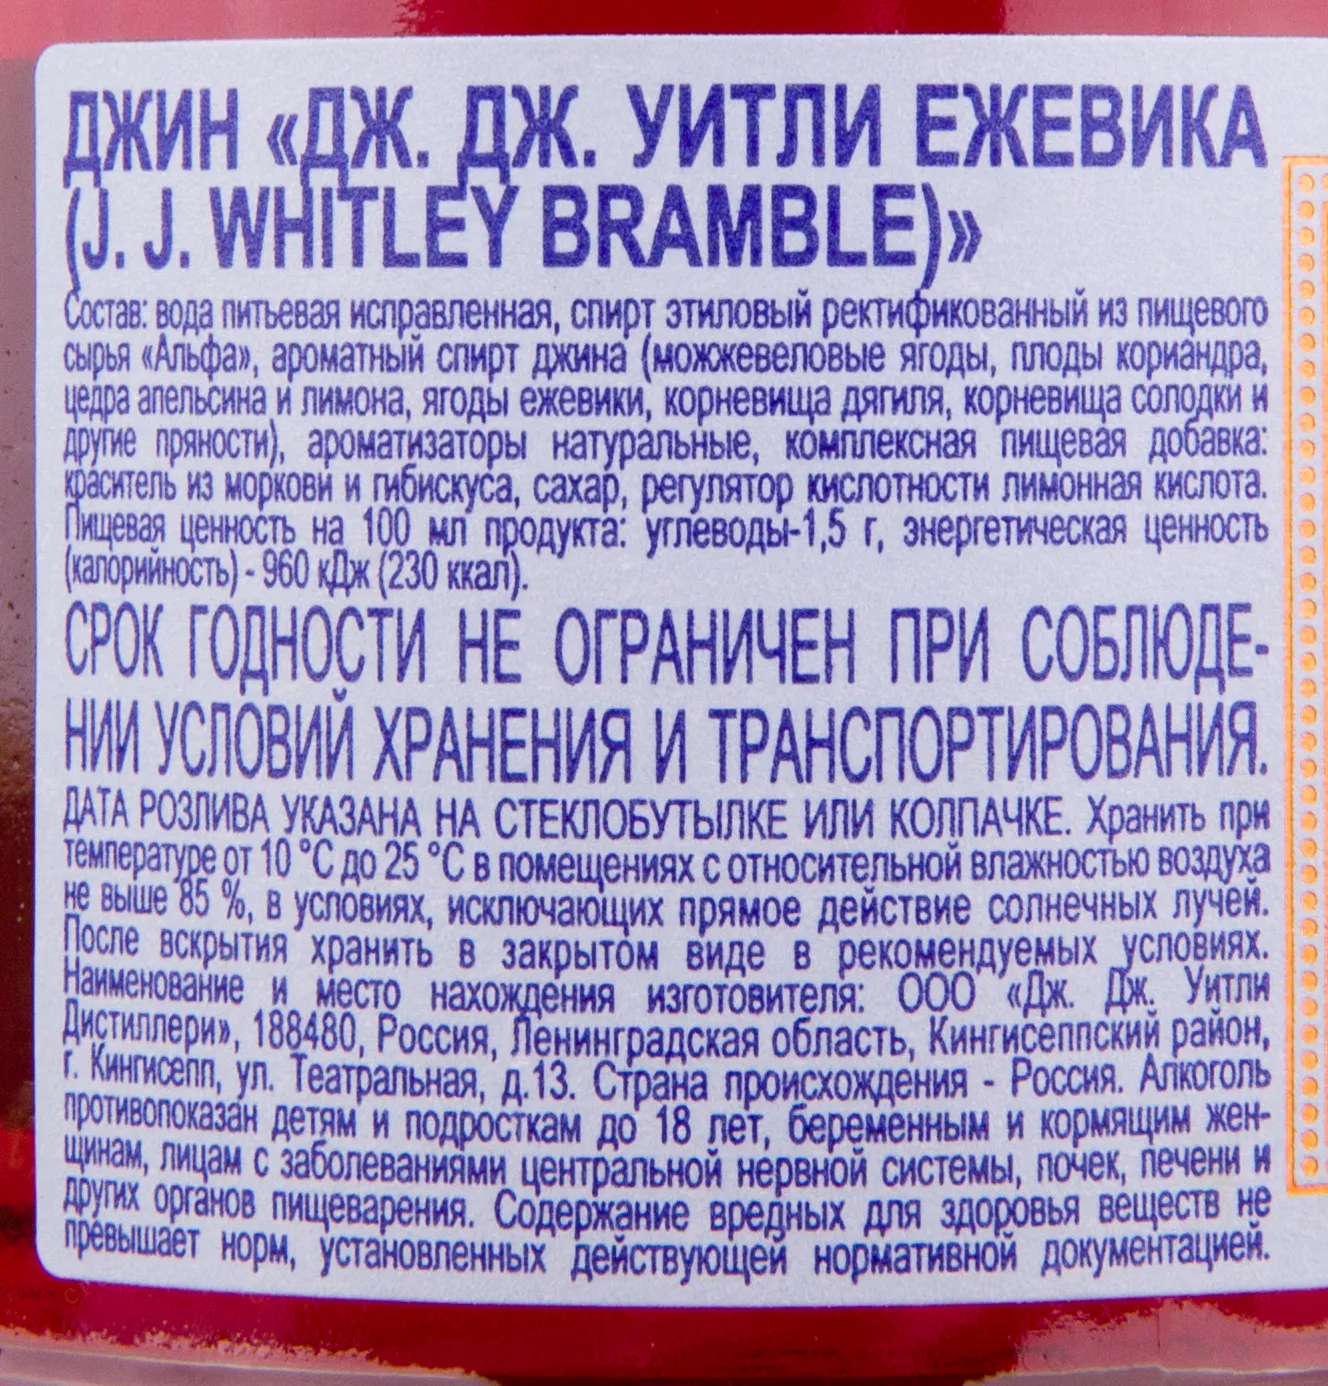 ДЖИН «ДЖ. ДЖ. УИТЛИ ЕЖЕВИКА
(J. J. WHITLEY BRAMBLE)»
Состав: вода питьевая исправленная, спирт этиловый ректификованный из пищевого
сырья «Альфа», ароматный спирт джина (можжевеловые ягоды, плоды кориандра,
цедра апельсина и лимона, ягоды ежевики, корневища дягиля, корневища солодки и
другие пряности), ароматизаторы натуральные, комплексная пищевая добавка:
краситель из моркови и гибискуса, сахар, регулятор кислотности лимонная кислота.
Пищевая ценность на 100 мл продукта: углеводы-1,5 г, энергетическая ценность
(калорийность) - 960 кДж (230 ккал).
СРОК ГОДНОСТИ НЕ ОГРАНИЧЕН ПРИ СОБЛЮДЕ-
НИИ УСЛОВИЙ ХРАНЕНИЯ И ТРАНСПОРТИРОВАНИЯ.
ДАТА РОЗЛИВА УКАЗАНА НА СТЕКЛОБУТЫЛКЕ ИЛИ КОЛПАЧКЕ. Хранить при
температуре от 10 °С до 25 °С в помещениях с относительной влажностью воздуха
не выше 85 %, в условиях, исключающих прямое действие солнечных лучей.
После вскрытия хранить в закрытом виде в рекомендуемых условиях.
Наименование и место нахождения изготовителя: ООО «Дж. Дж. Уитли
Дистиллери», 188480, Россия, Ленинградская область, Кингисеппский район,
г. Кингисепп, ул. Театральная, д.13. Страна происхождения - Россия. Алкоголь
противопоказан детям и подросткам до 18 лет, беременным и кормящим жен-
щинам, лицам с заболеваниями центральной нервной системы, почек, печени и
других органов пищеварения. Содержание вредных для здоровья веществ не
превышает норм, установленных действующей нормативной документацией.